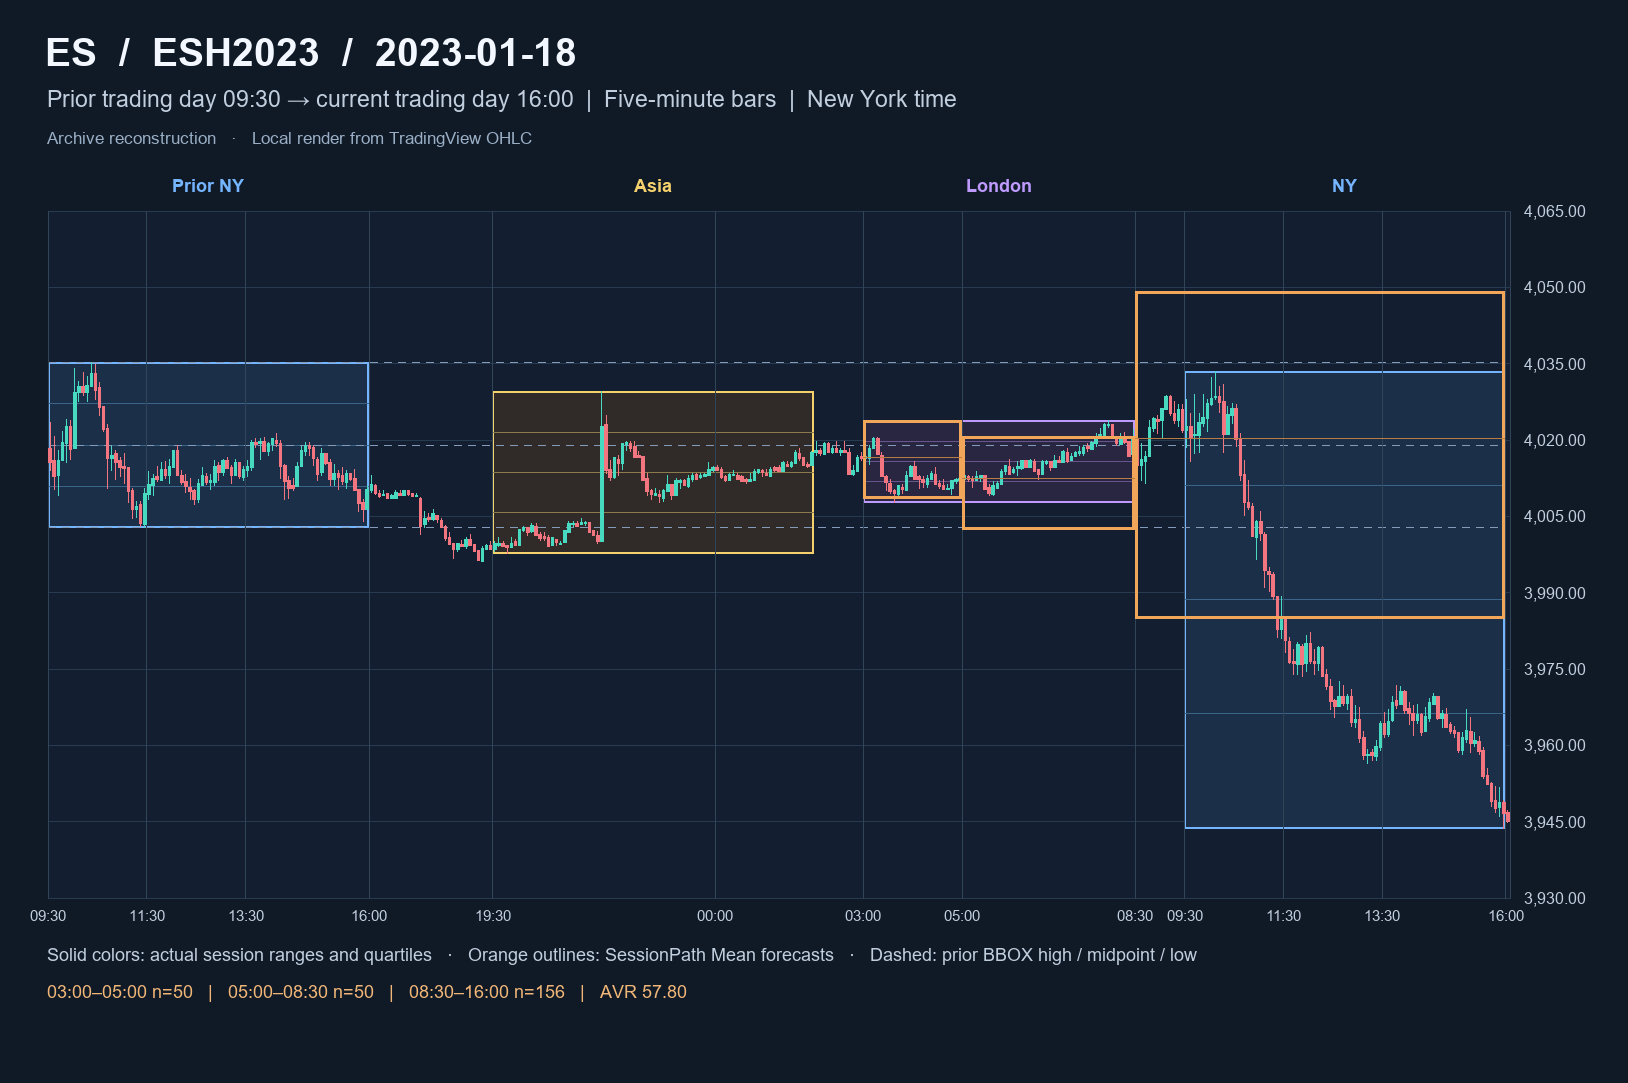 ES / ESH2023 / 2023-01-18
Prior trading day 09:30 → current trading day 16:00 | Five-minute bars | New York time
Archive reconstruction · Local render from TradingView OHLC
Prior NY
Asia
London
NY
4,065.00
4,050.00
4,035.00
4,020.00
4,005.00
3,990.00
3,975.00
3,960.00
3,945.00
3,930.00
09:30 11:30 13:30 16:00 19:30 00:00 03:00 05:00 08:30 09:30 11:30 13:30 16:00
Solid colors: actual session ranges and quartiles · Orange outlines: SessionPath Mean forecasts · Dashed: prior BBOX high / midpoint / low
03:00–05:00 n=50 | 05:00–08:30 n=50 | 08:30–16:00 n=156 | AVR 57.80